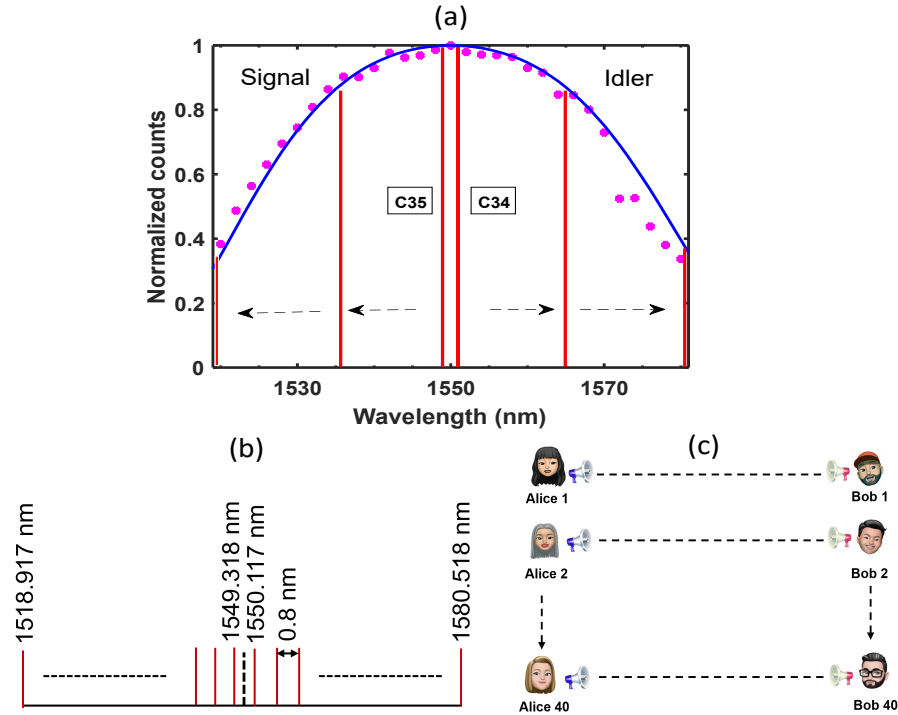 (a)
Normalized counts
1
0.8
0.6
0.4
0.2
0
Signal
Idler
C35
C34
1530
1550
1570
Wavelength (nm)
(b)
1518.917 nm
1549.318 nm
1550.117 nm
0.8 nm
1580.518 nm
(c)
Alice 1
Bob 1
Alice 2
Bob 2
Alice 40
Bob 40